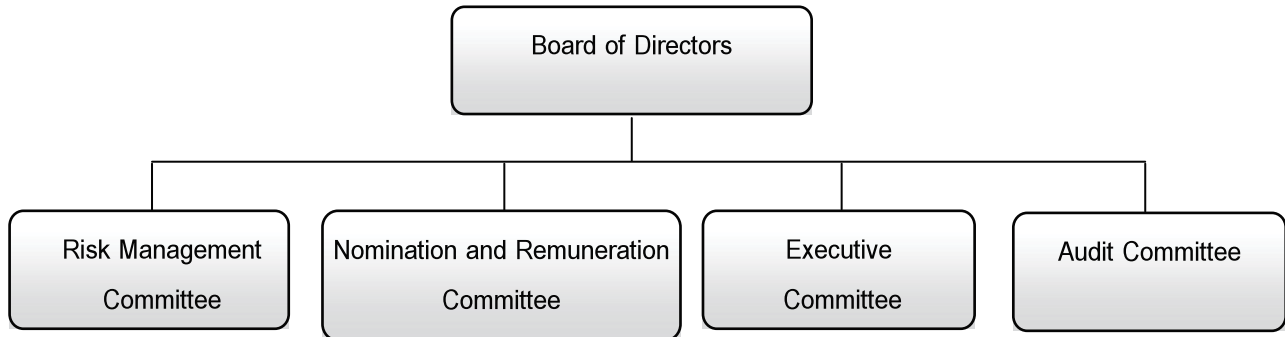 Board of Directors
Risk Management
Committee
Nomination and Remuneration
Committee
Executive
Committee
Audit Committee